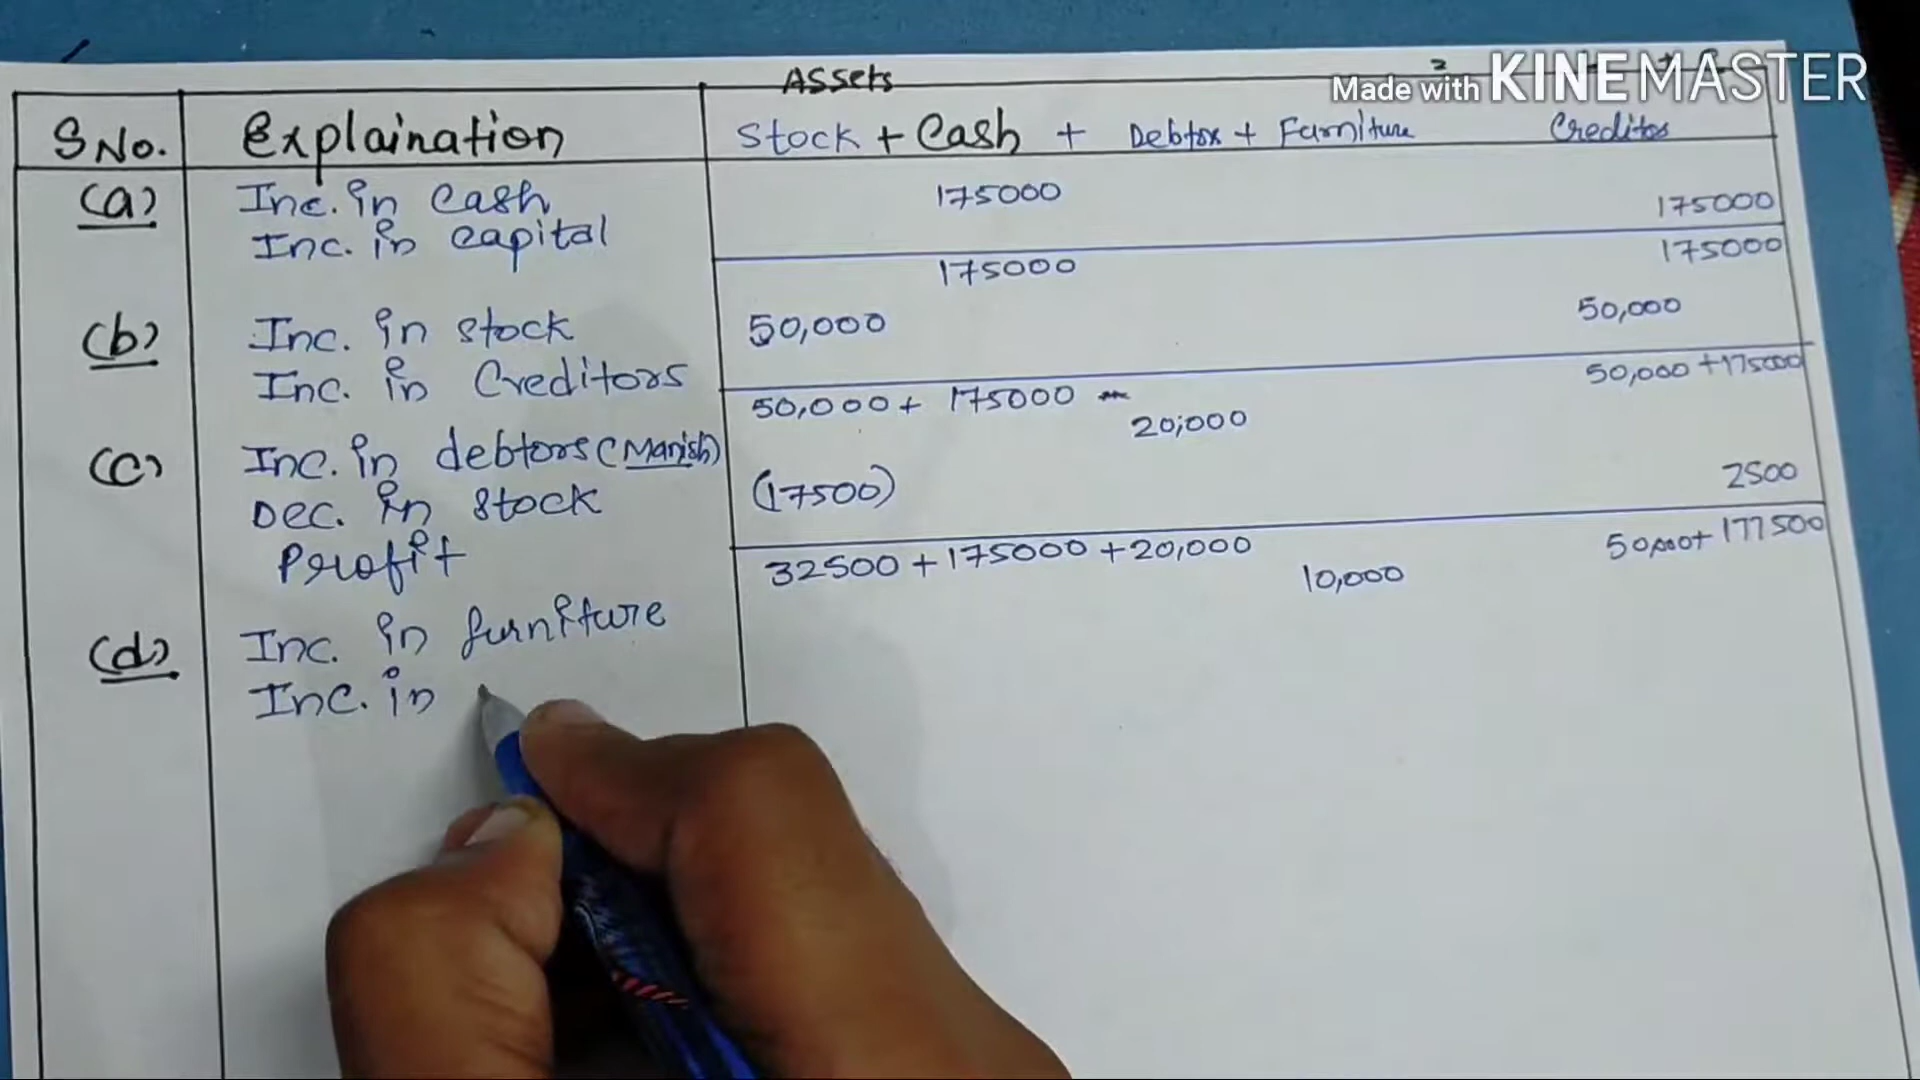 Made with KINEMASTER
Assets
S No. Explaination Stock + Cash + Debtox + Furniture Creditos
(a) Inc. in cash 175000 175000
Inc. in capital
175000 175000
(b) Inc. in stock 50,000 50,000
Inc. in Creditors
50,000 + 175000 20,000 50,000 +175000
(c) Inc. in debtors (Manish)
Dec. in stock (17500) 2500
Profit 32500 + 175000 + 20,000 50,000+ 177500
(d) Inc. in furniture 10,000
Inc. in